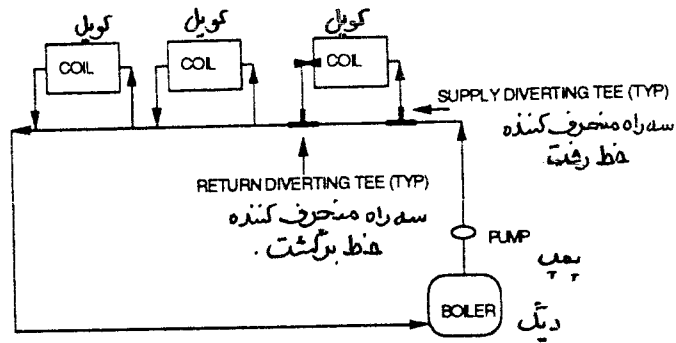 کویل
کویل
کویل
COIL
COIL
COIL
SUPPLY DIVERTING TEE (TYP)
سه راه منحرف کننده
خط رفت
RETURN DIVERTING TEE (TYP)
سه راه منحرف کننده
خط برگشت.
PUMP
پمپ
BOILER
دیگ